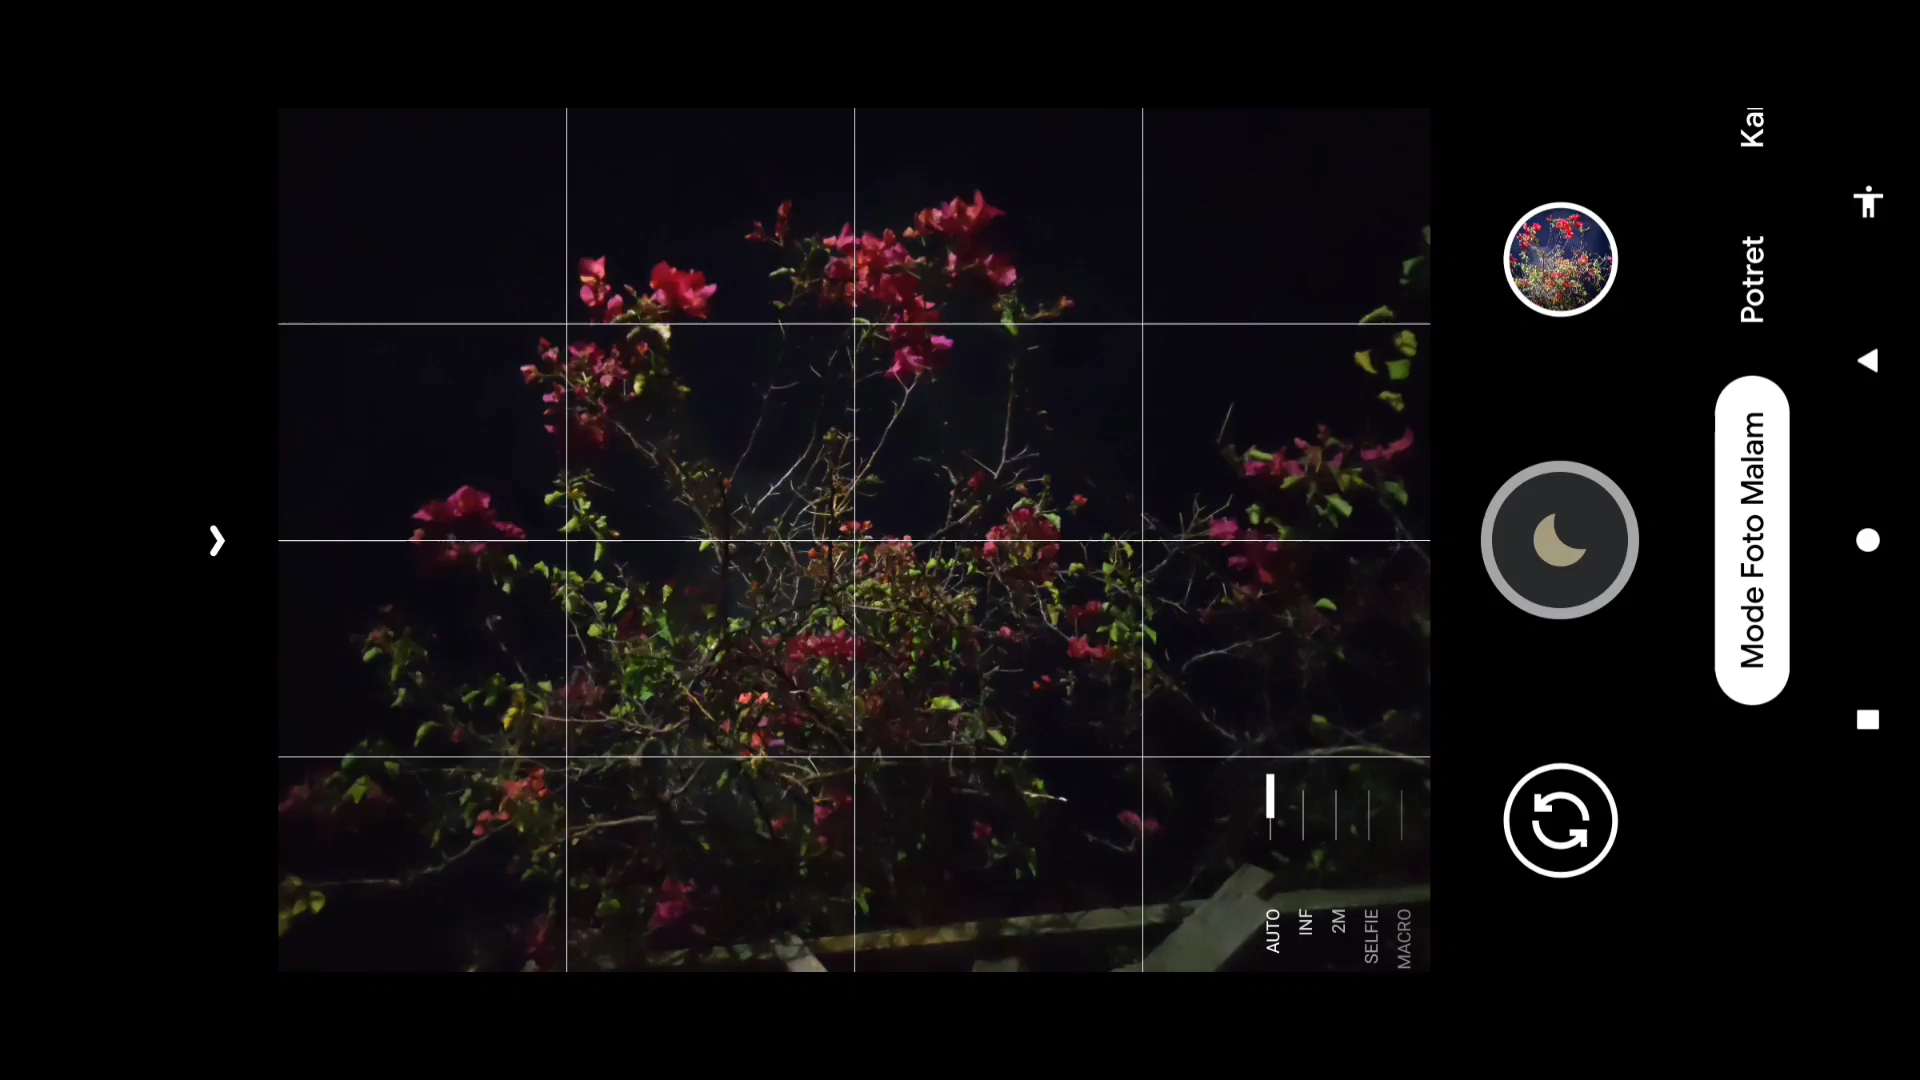 Potret
Mode Foto Malam
AUTO
INF
2M
SELFIE
MACRO